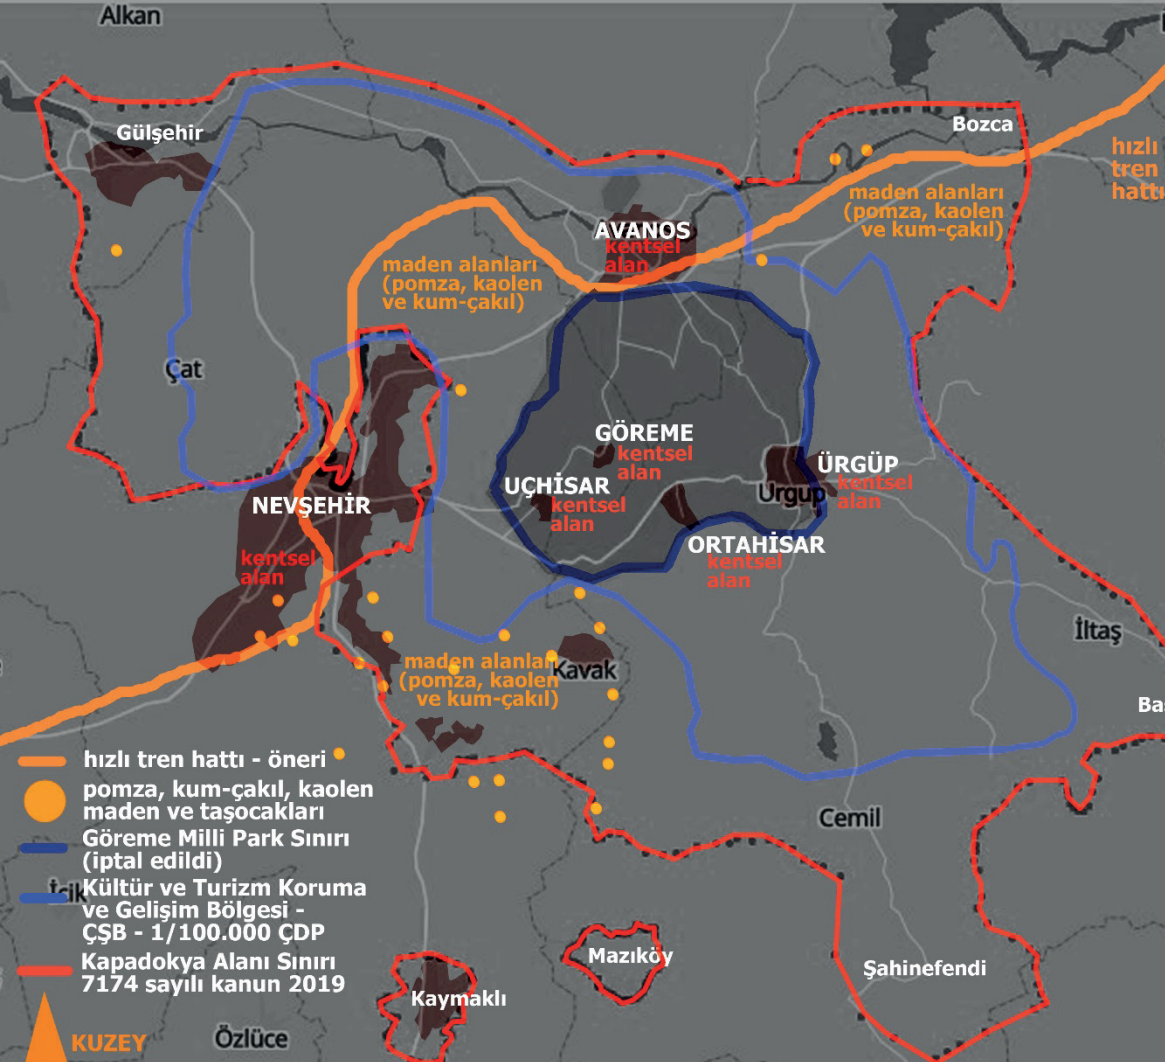 Alkan
Gülşehir
Bozca
hızlı
tren
hattı
maden alanları
(pomza, kaolen
ve kum-çakıl)
AVANOS
kentsel
alan
maden alanları
(pomza, kaolen
ve kum-çakıl)
Çat
GÖREME
kentsel
alan
UÇHİSAR
kentsel
alan
ÜRGÜP
kentsel
alan
Urgup
NEVŞEHİR
kentsel
alan
ORTAHİSAR
kentsel
alan
İltaş
maden alanları
(pomza, kaolen
ve kum-çakıl)
Kavak
Cemil
hızlı tren hattı - öneri
pomza, kum-çakıl, kaolen
maden ve taşocakları
Göreme Milli Park Sınırı
(iptal edildi)
İcik
Kültür ve Turizm Koruma
ve Gelişim Bölgesi -
ÇŞB - 1/100.000 ÇDP
Kapadokya Alanı Sınırı
7174 sayılı kanun 2019
Mazıköy
Şahinefendi
Kaymaklı
Özlüce
KUZEY